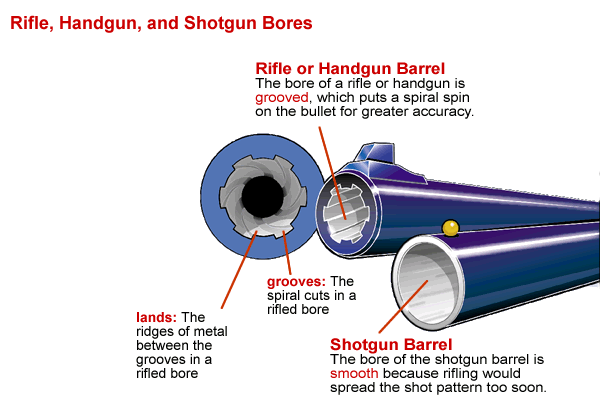 Rifle, Handgun, and Shotgun Bores
Rifle or Handgun Barrel
The bore of a rifle or handgun is
grooved, which puts a spiral spin
on the bullet for greater accuracy.
grooves: The
spiral cuts in a
rifled bore
lands: The
ridges of metal
between the
grooves in a
rifled bore
Shotgun Barrel
The bore of the shotgun barrel is
smooth because rifling would
spread the shot pattern too soon.